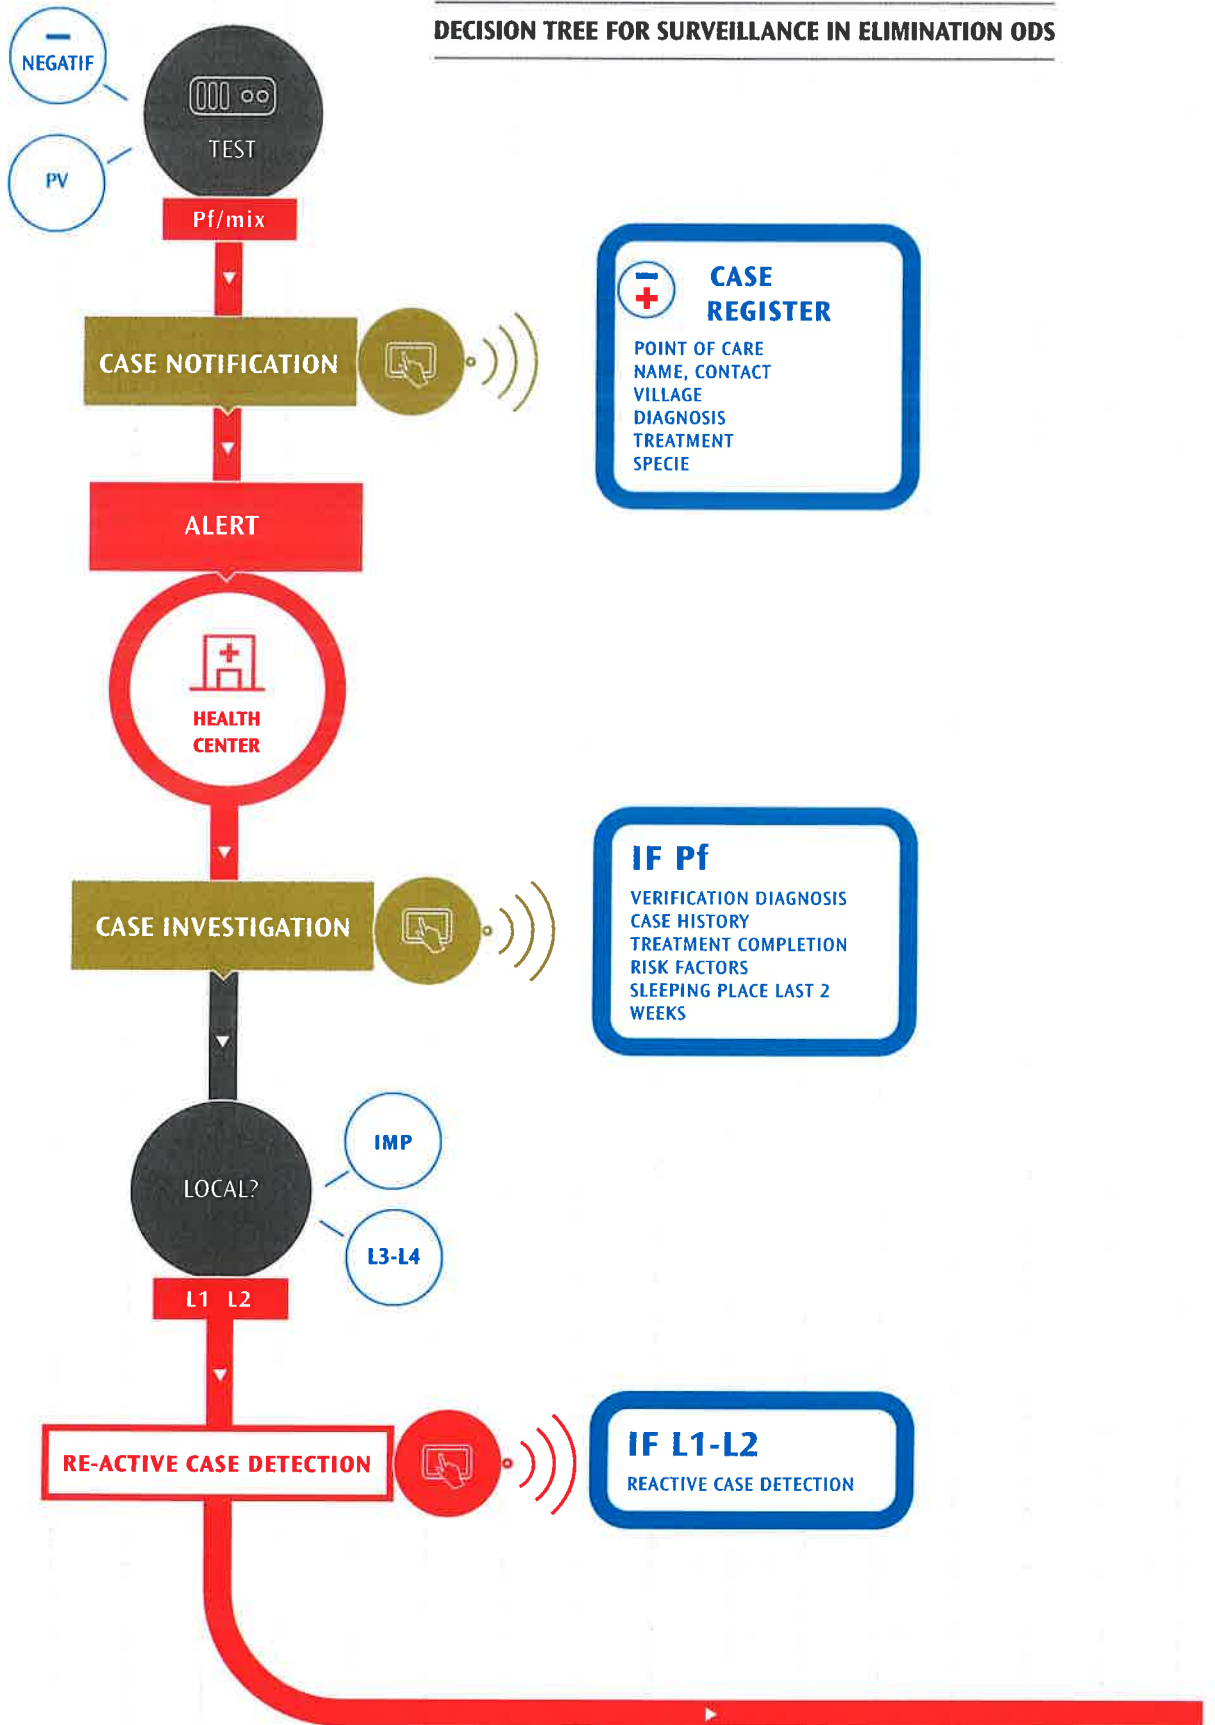 DECISION TREE FOR SURVEILLANCE IN ELIMINATION ODS
NEGATIF
TEST
PV
Pf/mix
CASE NOTIFICATION
CASE
REGISTER
POINT OF CARE
NAME, CONTACT
VILLAGE
DIAGNOSIS
TREATMENT
SPECIE
ALERT
HEALTH
CENTER
CASE INVESTIGATION
IF Pf
VERIFICATION DIAGNOSIS
CASE HISTORY
TREATMENT COMPLETION
RISK FACTORS
SLEEPING PLACE LAST 2
WEEKS
LOCAL?
IMP
L3-L4
L1 L2
RE-ACTIVE CASE DETECTION
IF L1-L2
REACTIVE CASE DETECTION